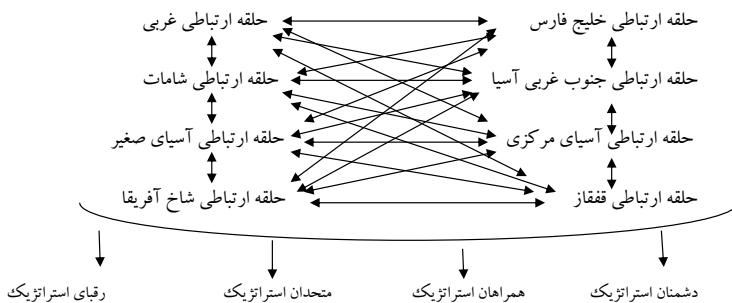 حلقه ارتباطی خلیج فارس
حلقه ارتباطی غربی
حلقه ارتباطی جنوب غربی آسیا
حلقه ارتباطی شامات
حلقه ارتباطی آسیای مرکزی
حلقه ارتباطی آسیای صغیر
حلقه ارتباطی قفقاز
حلقه ارتباطی شاخ آفریقا
دشمنان استراتژیک
همراهان استراتژیک
متحدان استراتژیک
رقبای استراتژیک